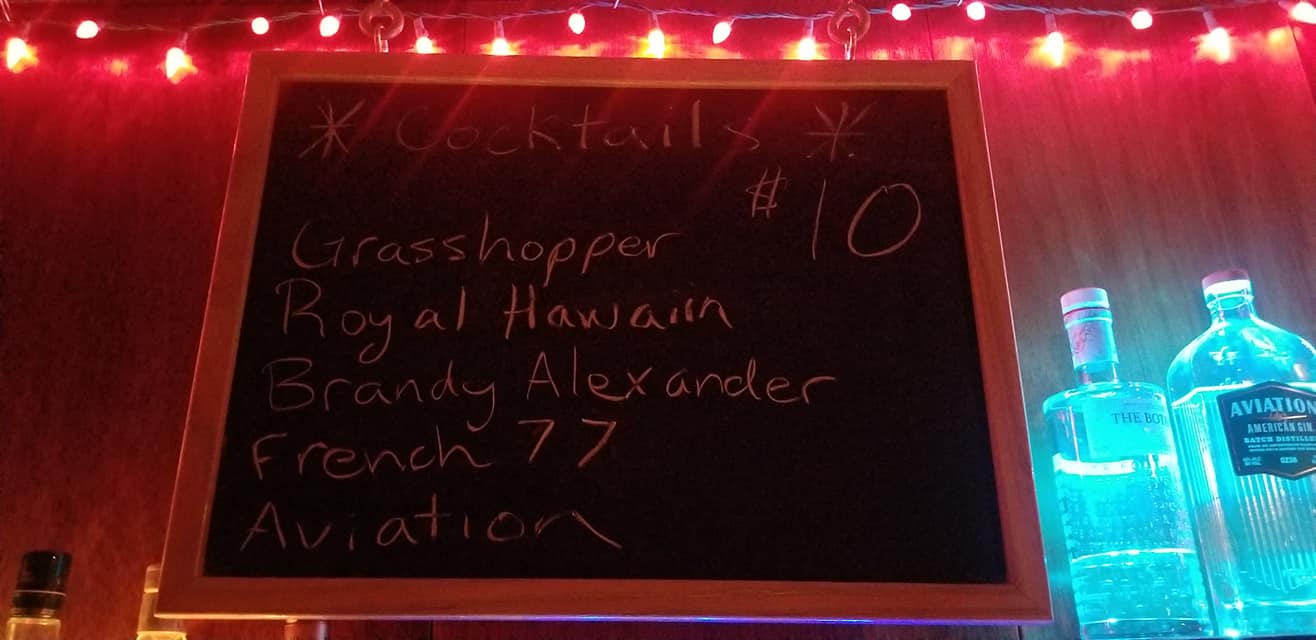 * Cocktails *
$10
Grasshopper
Royal Hawaiin
Brandy Alexander
French 77
Aviation
THE BOT
AVIATION
AMERICAN GIN
BATCH DISTILLED